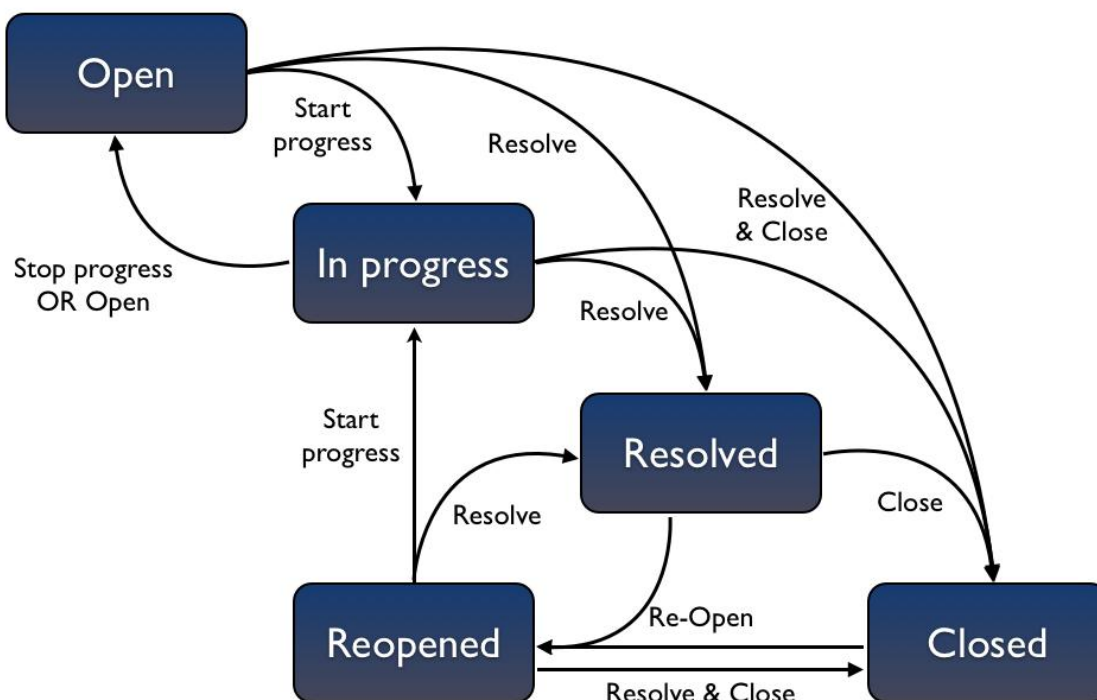 Open
Start
progress
Resolve
Resolve
& Close
In progress
Stop progress
OR Open
Resolve
Start
progress
Resolved
Resolve
Close
Re-Open
Reopened
Closed
Resolve & Close